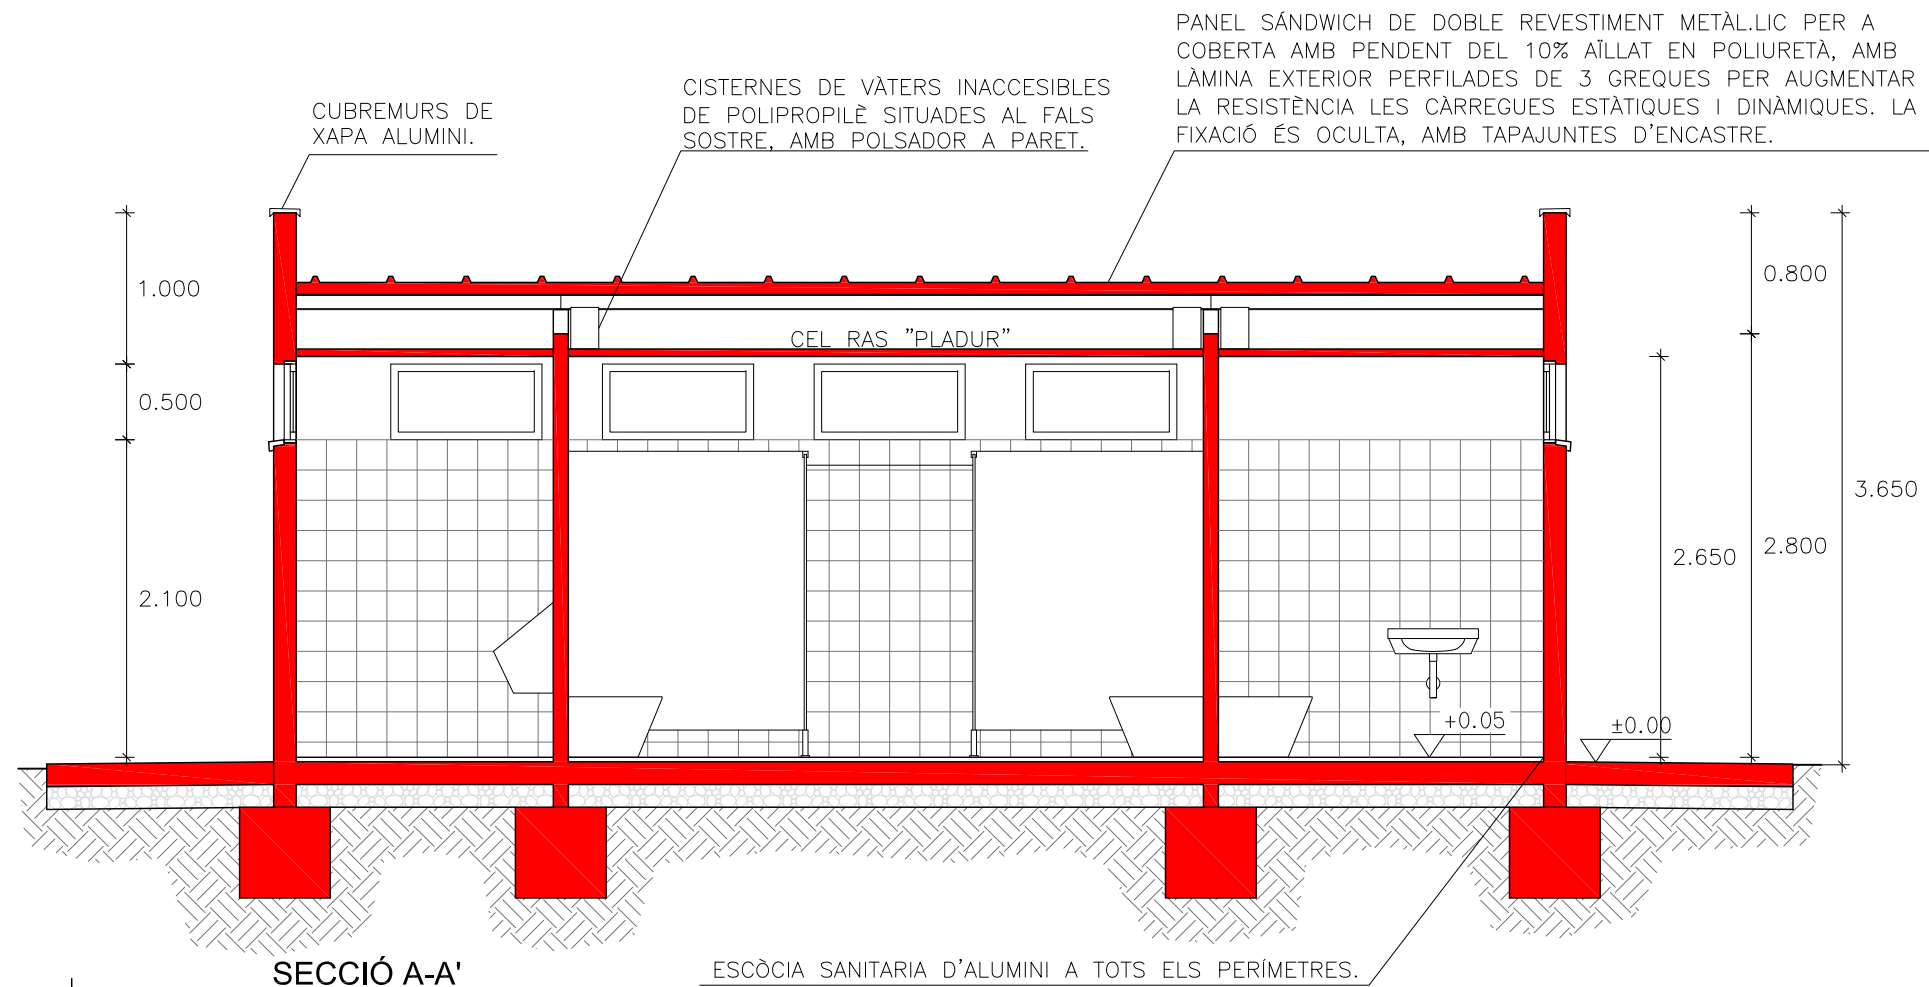 PANEL SÁNDWICH DE DOBLE REVESTIMENT METÀL.LIC PER A
COBERTA AMB PENDENT DEL 10% AÏLLAT EN POLIURETÀ, AMB
LÀMINA EXTERIOR PERFILADES DE 3 GREQUES PER AUGMENTAR
LA RESISTÈNCIA LES CÀRREGUES ESTÀTIQUES I DINÀMIQUES. LA
FIXACIÓ ÉS OCULTA, AMB TAPAJUNTES D'ENCASTRE.
CISTERNES DE VÀTERS INACCESIBLES
DE POLIPROPILÈ SITUADES AL FALS
SOSTRE, AMB POLSADOR A PARET.
CUBREMURS DE
XAPA ALUMINI.
1.000
0.800
CEL RAS "PLADUR"
0.500
3.650
2.650
2.800
2.100
+0.05
±0.00
SECCIÓ A-A'
ESCÒCIA SANITARIA D'ALUMINI A TOTS ELS PERÍMETRES.